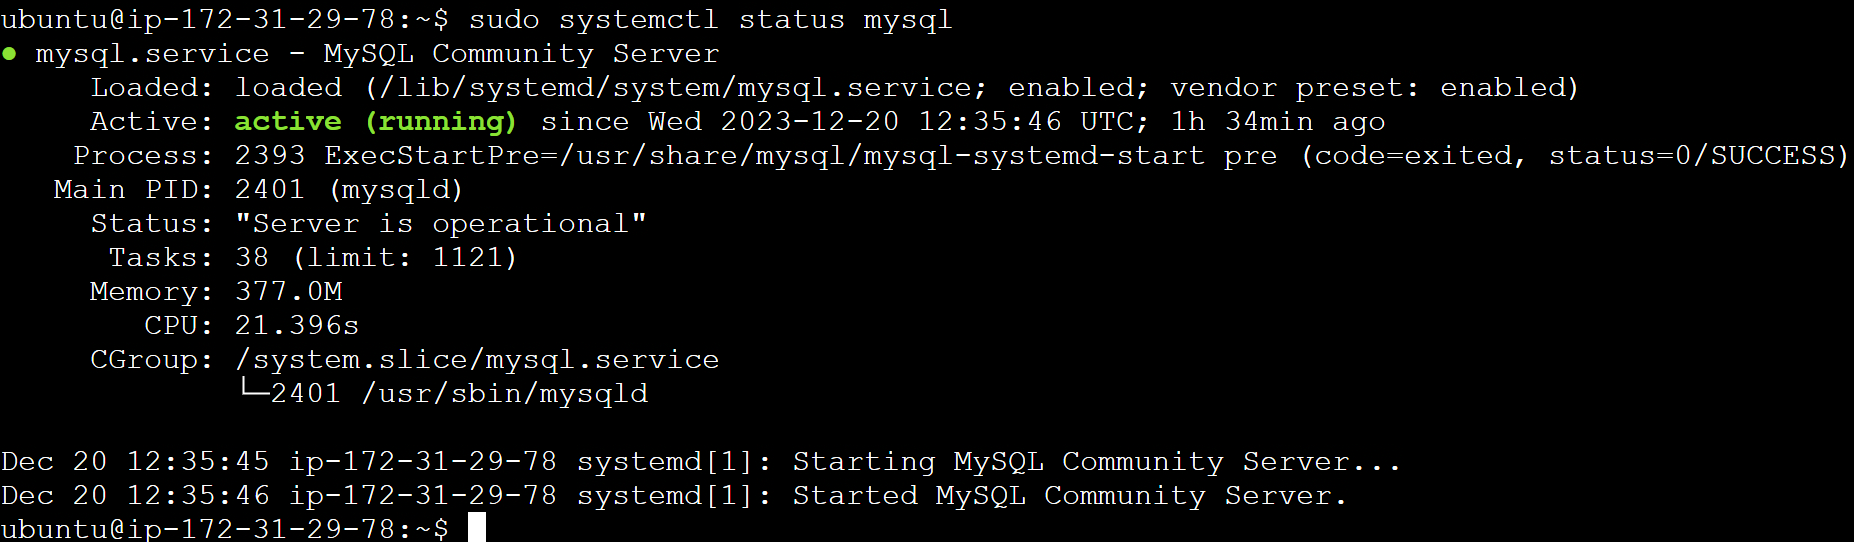 ubuntu@ip-172-31-29-78:~$ sudo systemctl status mysql
● mysql.service - MySQL Community Server
     Loaded: loaded (/lib/systemd/system/mysql.service; enabled; vendor preset: enabled)
     Active: active (running) since Wed 2023-12-20 12:35:46 UTC; 1h 34min ago
    Process: 2393 ExecStartPre=/usr/share/mysql/mysql-systemd-start pre (code=exited, status=0/SUCCESS)
   Main PID: 2401 (mysqld)
     Status: "Server is operational"
      Tasks: 38 (limit: 1121)
     Memory: 377.0M
        CPU: 21.396s
     CGroup: /system.slice/mysql.service
             └─2401 /usr/sbin/mysqld

Dec 20 12:35:45 ip-172-31-29-78 systemd[1]: Starting MySQL Community Server...
Dec 20 12:35:46 ip-172-31-29-78 systemd[1]: Started MySQL Community Server.
ubuntu@ip-172-31-29-78:~$